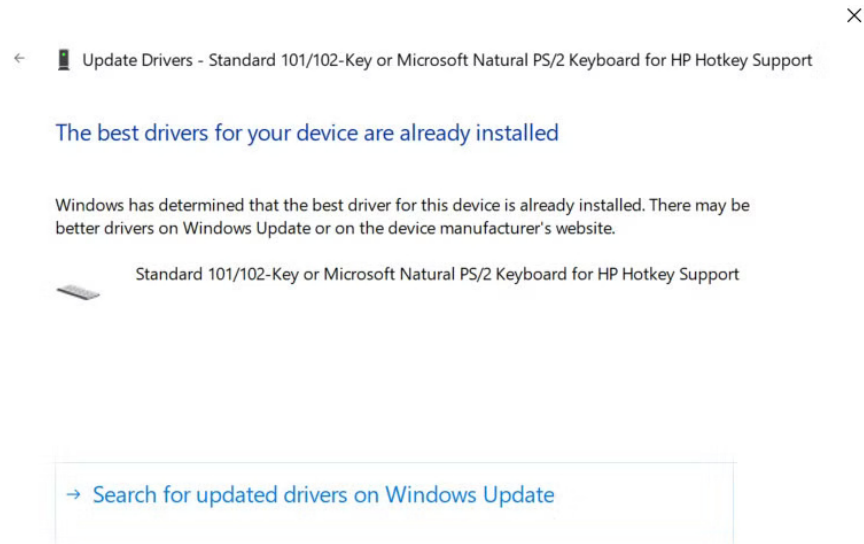 Update Drivers - Standard 101/102-Key or Microsoft Natural PS/2 Keyboard for HP Hotkey Support
The best drivers for your device are already installed
Windows has determined that the best driver for this device is already installed. There may be
better drivers on Windows Update or on the device manufacturer's website.
Standard 101/102-Key or Microsoft Natural PS/2 Keyboard for HP Hotkey Support
Search for updated drivers on Windows Update